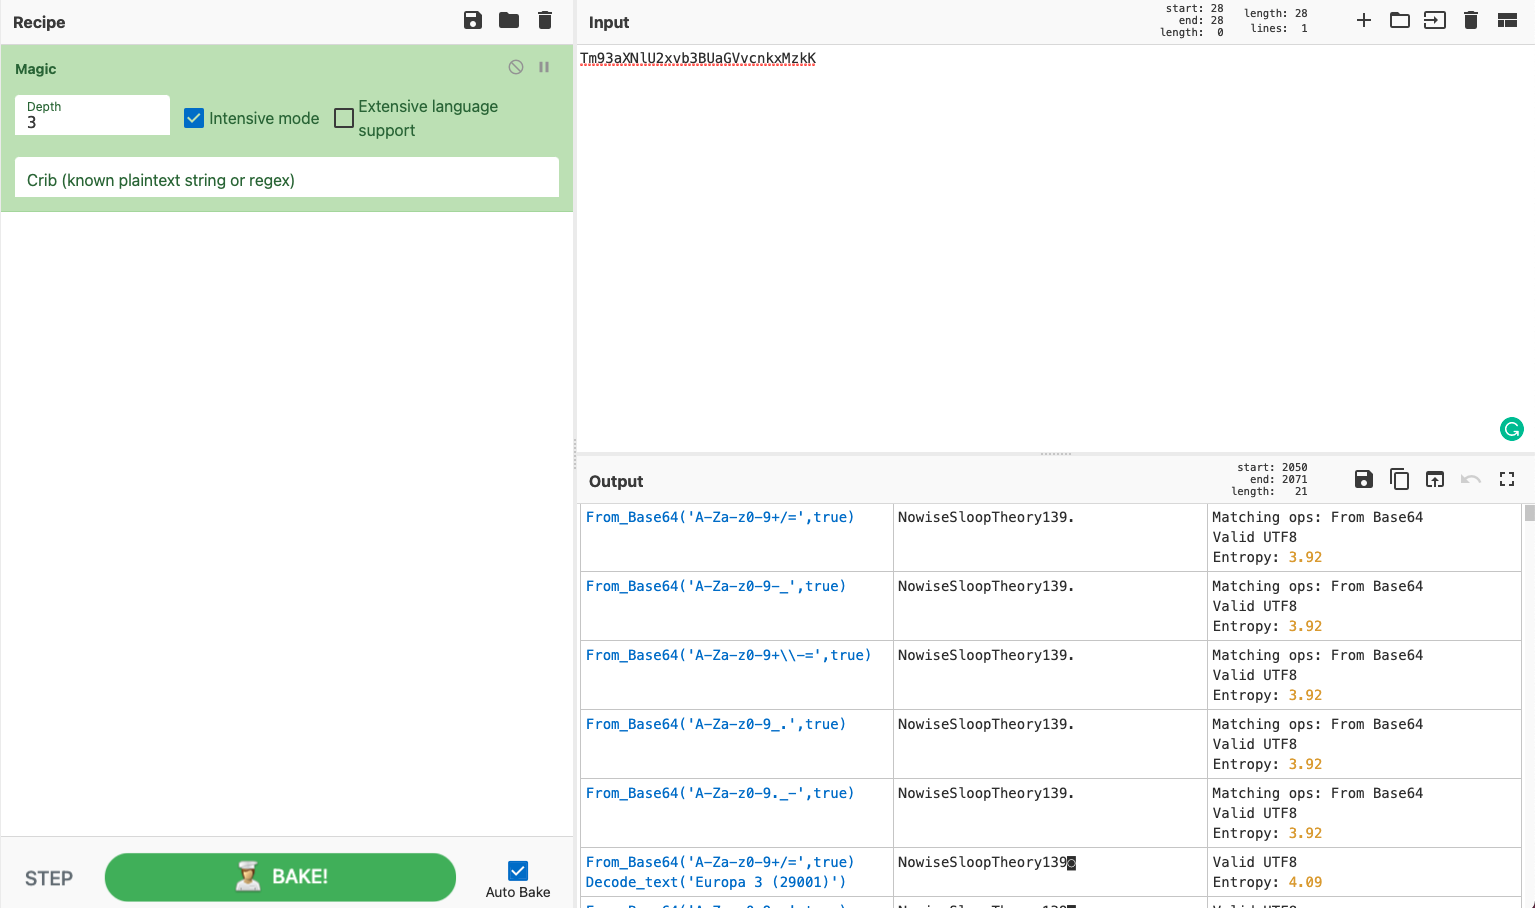 Recipe
Magic
Depth
3
Intensive mode
Extensive language
support
Crib (known plaintext string or regex)
STEP
BAKE!
Auto Bake
Input
start: 28
end: 28
length: 0
length: 28
lines: 1
Tm93aXNlU2xvb3BUaGVvcnkxMzkK
Output
start: 2050
end: 2071
length: 21
From_Base64('A-Za-z0-9+/=',true)
NowiseSloopTheory139.
Matching ops: From Base64
Valid UTF8
Entropy: 3.92
From_Base64('A-Za-z0-9-_',true)
NowiseSloopTheory139.
Matching ops: From Base64
Valid UTF8
Entropy: 3.92
From_Base64('A-Za-z0-9+\\-=',true)
NowiseSloopTheory139.
Matching ops: From Base64
Valid UTF8
Entropy: 3.92
From_Base64('A-Za-z0-9_.',true)
NowiseSloopTheory139.
Matching ops: From Base64
Valid UTF8
Entropy: 3.92
From_Base64('A-Za-z0-9._-',true)
NowiseSloopTheory139.
Matching ops: From Base64
Valid UTF8
Entropy: 3.92
From_Base64('A-Za-z0-9+/=',true)
Decode_text('Europa 3 (29001)')
NowiseSloopTheory139
Valid UTF8
Entropy: 4.09